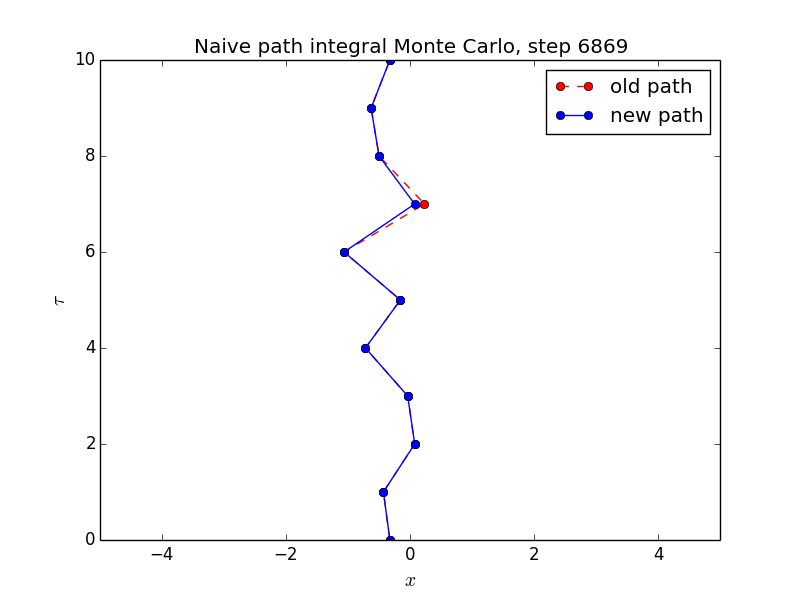 Naive path integral Monte Carlo, step 6869
old path
new path
10
8
6
4
2
0
τ
−4 −2 0 2 4
x